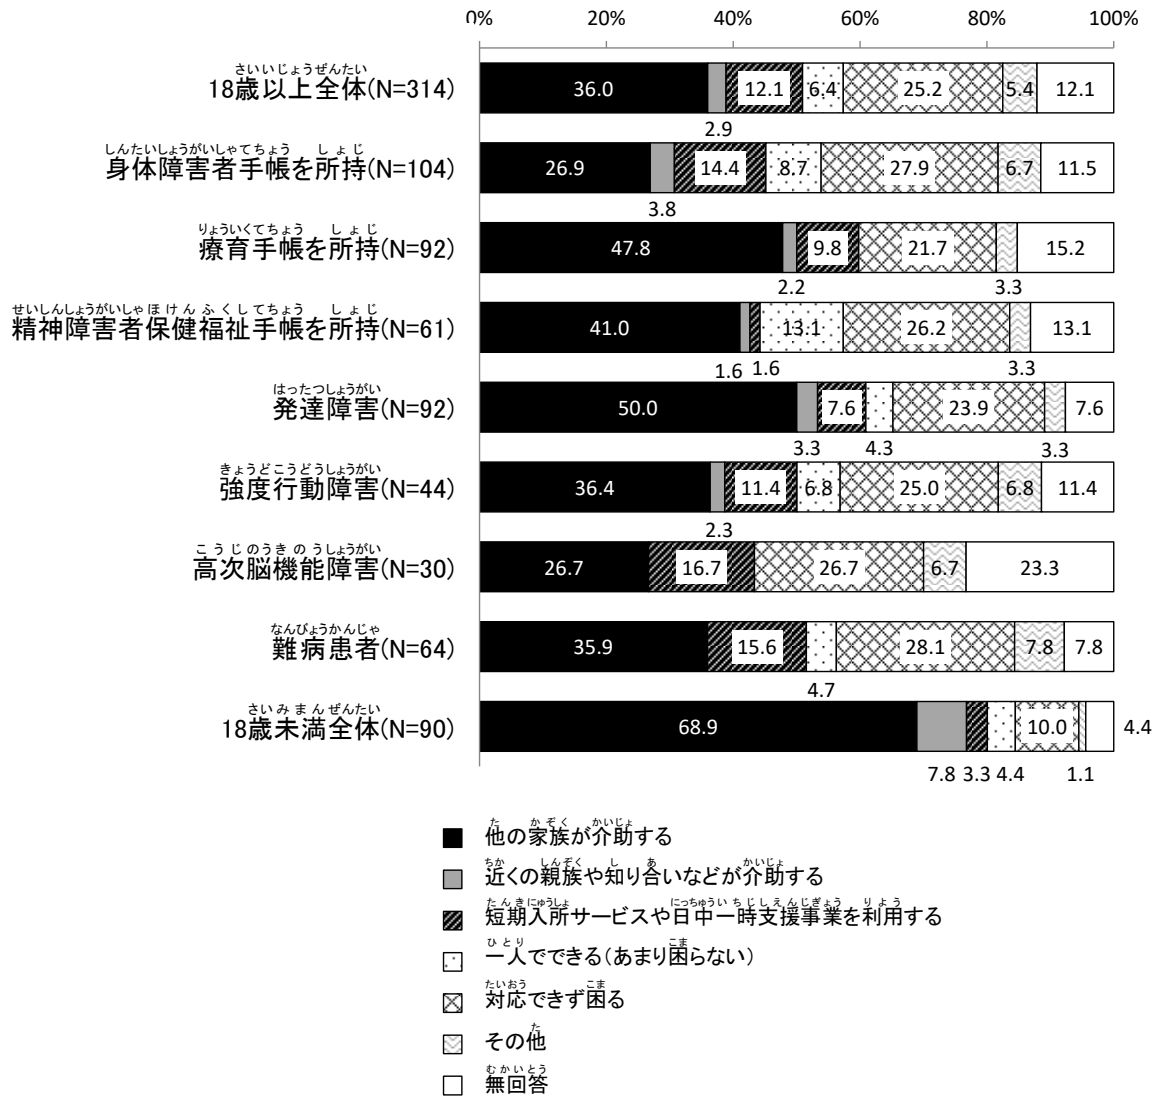 0% 20% 40% 60% 80% 100%
さいいじょうぜんたい
18歳以上全体(N=314) 36.0 12.1 6.4 25.2 5.4 12.1
2.9
しんたいしょうがいしゃてちょう しょじ
身体障害者手帳を所持(N=104) 26.9 14.4 8.7 27.9 6.7 11.5
3.8
りょういくてちょう しょじ
療育手帳を所持(N=92) 47.8 9.8 21.7 15.2
2.2 3.3
せいしんしょうがいしゃほけんふくしてちょう しょじ
精神障害者保健福祉手帳を所持(N=61) 41.0 13.1 26.2 13.1
1.6 1.6 3.3
はったつしょうがい
発達障害(N=92) 50.0 7.6 23.9 7.6
3.3 4.3 3.3
きょうどこうどうしょうがい
強度行動障害(N=44) 36.4 11.4 6.8 25.0 6.8 11.4
2.3
こうじのうきのうしょうがい
高次脳機能障害(N=30) 26.7 16.7 26.7 6.7 23.3
なんびょうかんじゃ
難病患者(N=64) 35.9 15.6 28.1 7.8 7.8
4.7
さいみまんぜんたい
18歳未満全体(N=90) 68.9 10.0 4.4
7.8 3.3 4.4 1.1
た かぞく かいじょ
他の家族が介助する
ちか しんぞく し あ かいじょ
近くの親族や知り合いなどが介助する
たんきにゅうしょ にっちゅういちじしえんじぎょう りよう
短期入所サービスや日中一時支援事業を利用する
ひとり こま
一人でできる(あまり困らない)
たいおう こま
対応できず困る
た
その他
むかいとう
無回答